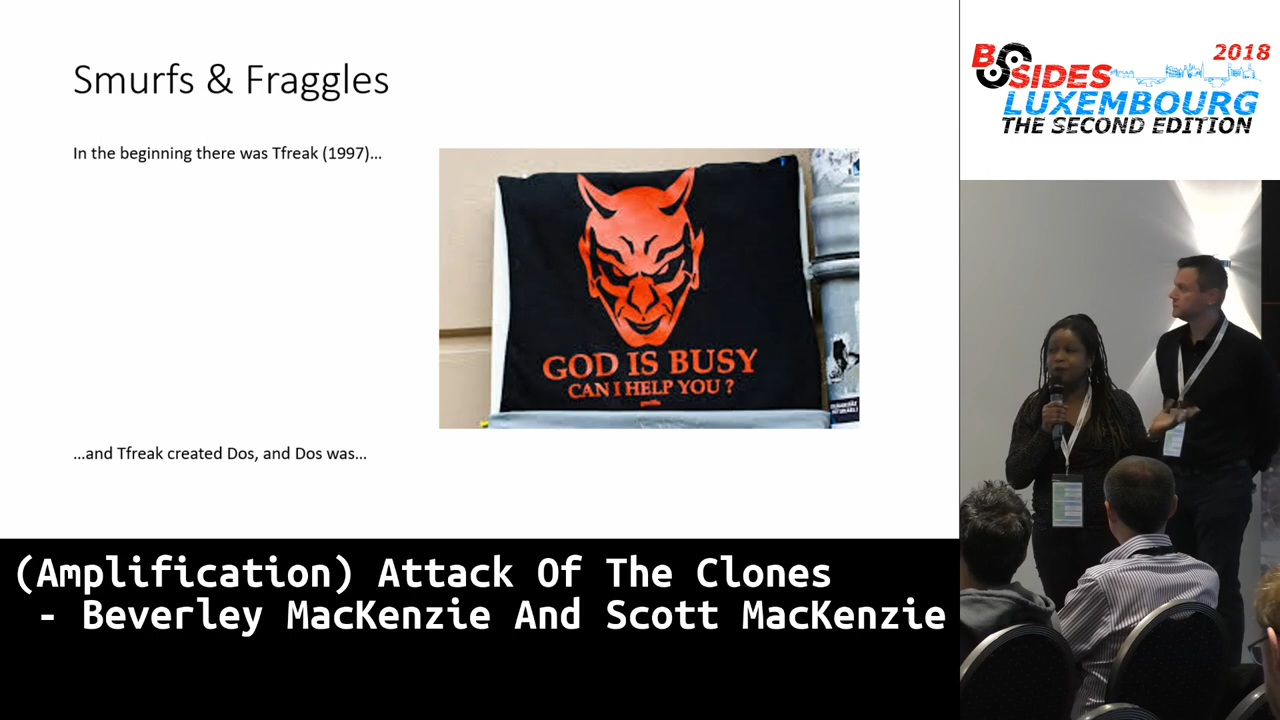 Smurfs & Fraggles
In the beginning there was Tfreak (1997)...
GOD IS BUSY
CAN I HELP YOU ?
...and Tfreak created Dos, and Dos was...
2018
BSIDES
LUXEMBOURG
THE SECOND EDITION
(Amplification) Attack Of The Clones
- Beverley MacKenzie And Scott MacKenzie